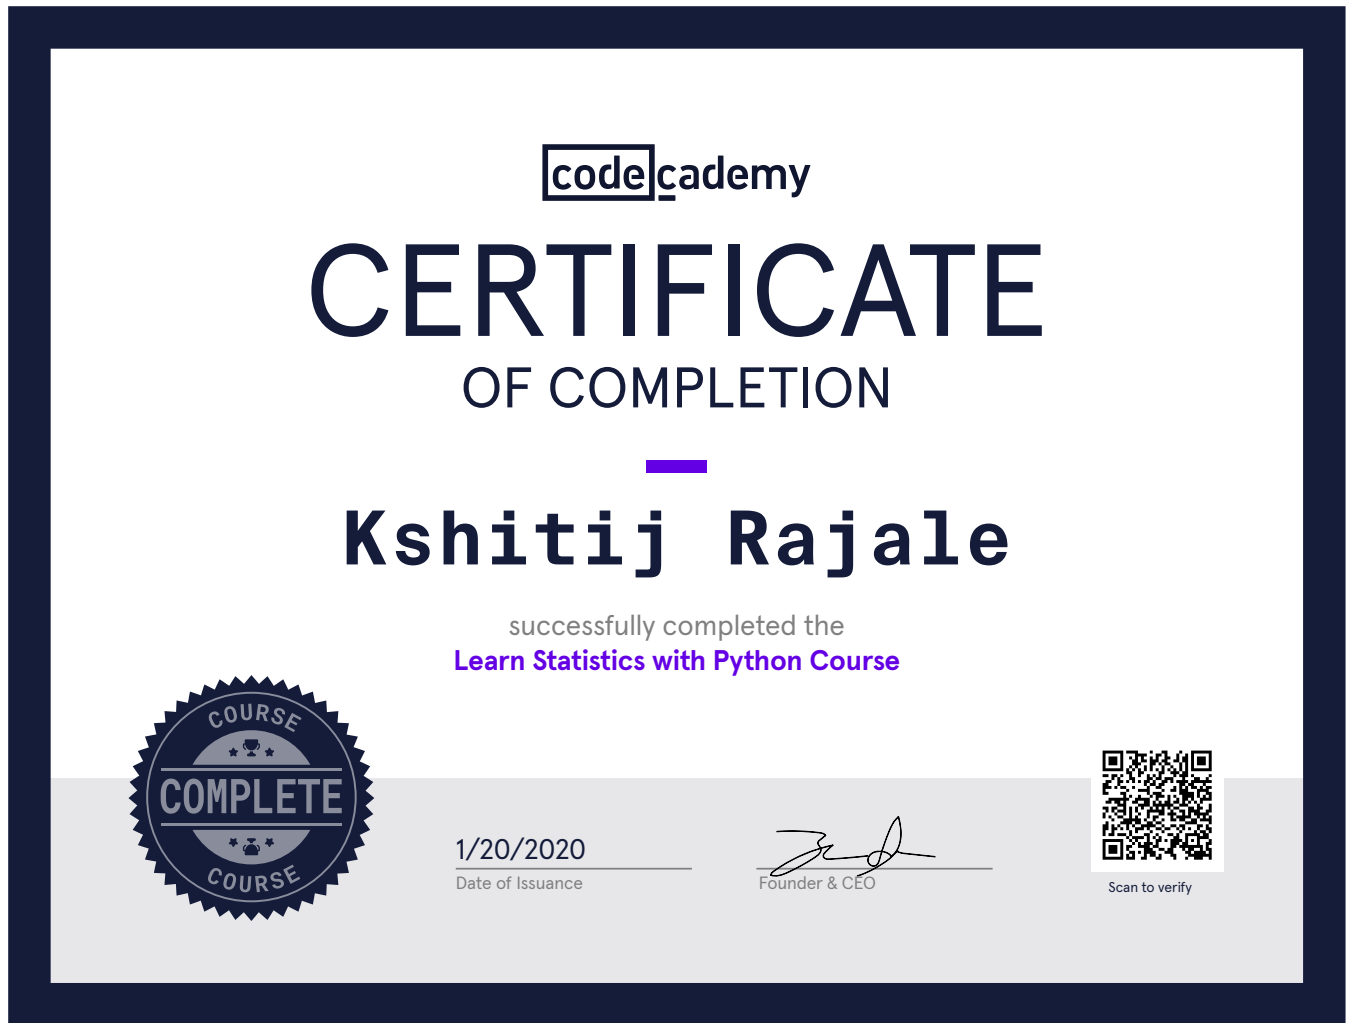 codecademy
CERTIFICATE
OF COMPLETION
Kshitij Rajale
successfully completed the
Learn Statistics with Python Course
COURSE
COMPLETE
COURSE
1/20/2020
Date of Issuance
Founder & CEO
Scan to verify